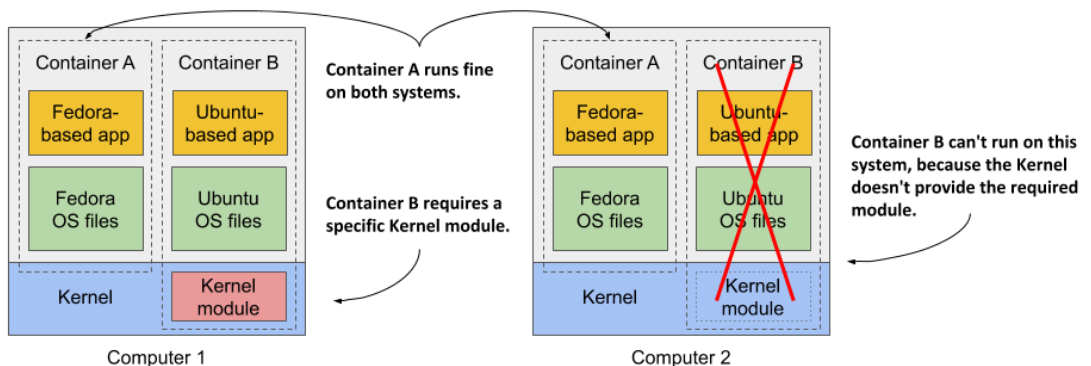 Container A
Container B
Fedora-
based app
Ubuntu-
based app
Fedora
OS files
Ubuntu
OS files
Kernel
Kernel
module
Computer 1
Container A runs fine
on both systems.
Container B requires a
specific Kernel module.
Container A
Container B
Fedora-
based app
Ubuntu-
based app
Fedora
OS files
Ubuntu
OS files
Kernel
Kernel
module
Computer 2
Container B can't run on this
system, because the Kernel
doesn't provide the required
module.